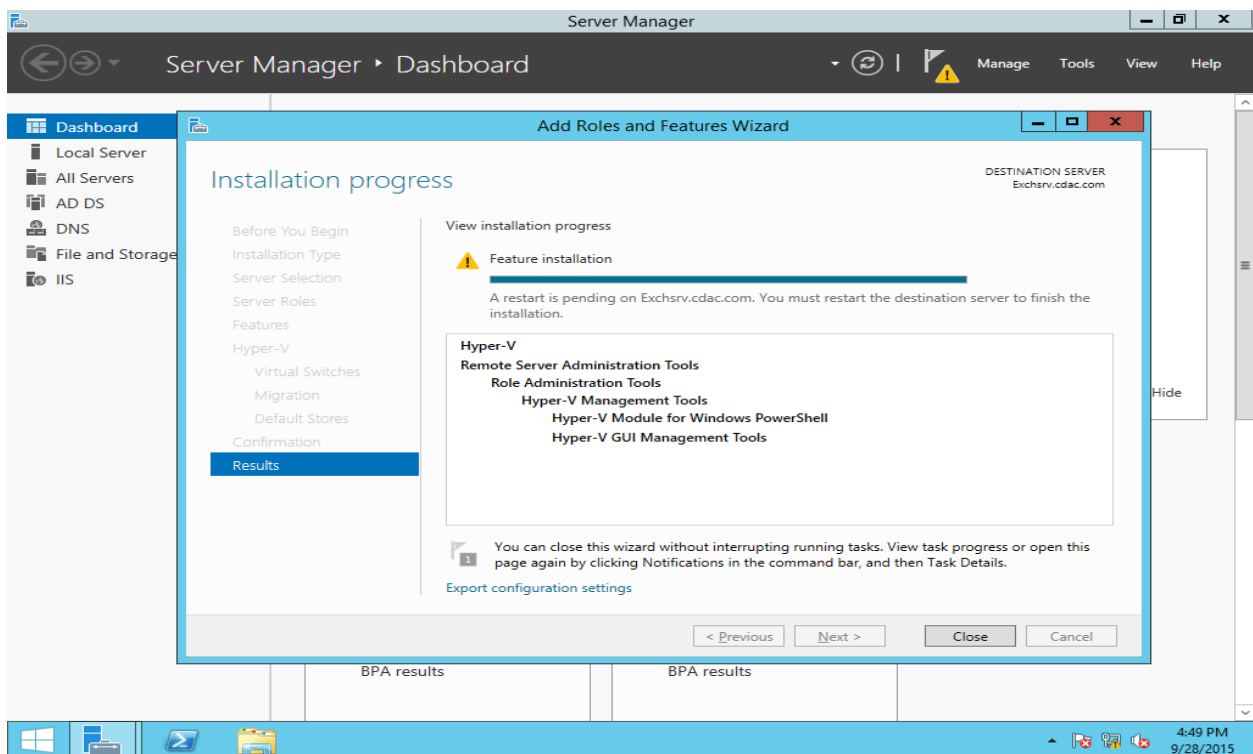 Server Manager
Server Manager • Dashboard
Manage Tools View Help
Dashboard
Local Server
All Servers
AD DS
DNS
File and Storage
IIS
Add Roles and Features Wizard
Installation progress
DESTINATION SERVER
Exchsrv.cdac.com
Before You Begin
Installation Type
Server Selection
Server Roles
Features
Hyper-V
Virtual Switches
Migration
Default Stores
Confirmation
Results
View installation progress
Feature installation
A restart is pending on Exchsrv.cdac.com. You must restart the destination server to finish the
installation.
Hyper-V
Remote Server Administration Tools
Role Administration Tools
Hyper-V Management Tools
Hyper-V Module for Windows PowerShell
Hyper-V GUI Management Tools
1
You can close this wizard without interrupting running tasks. View task progress or open this
page again by clicking Notifications in the command bar, and then Task Details.
Export configuration settings
< Previous Next > Close Cancel
Hide
BPA results BPA results
4:49 PM
9/28/2015